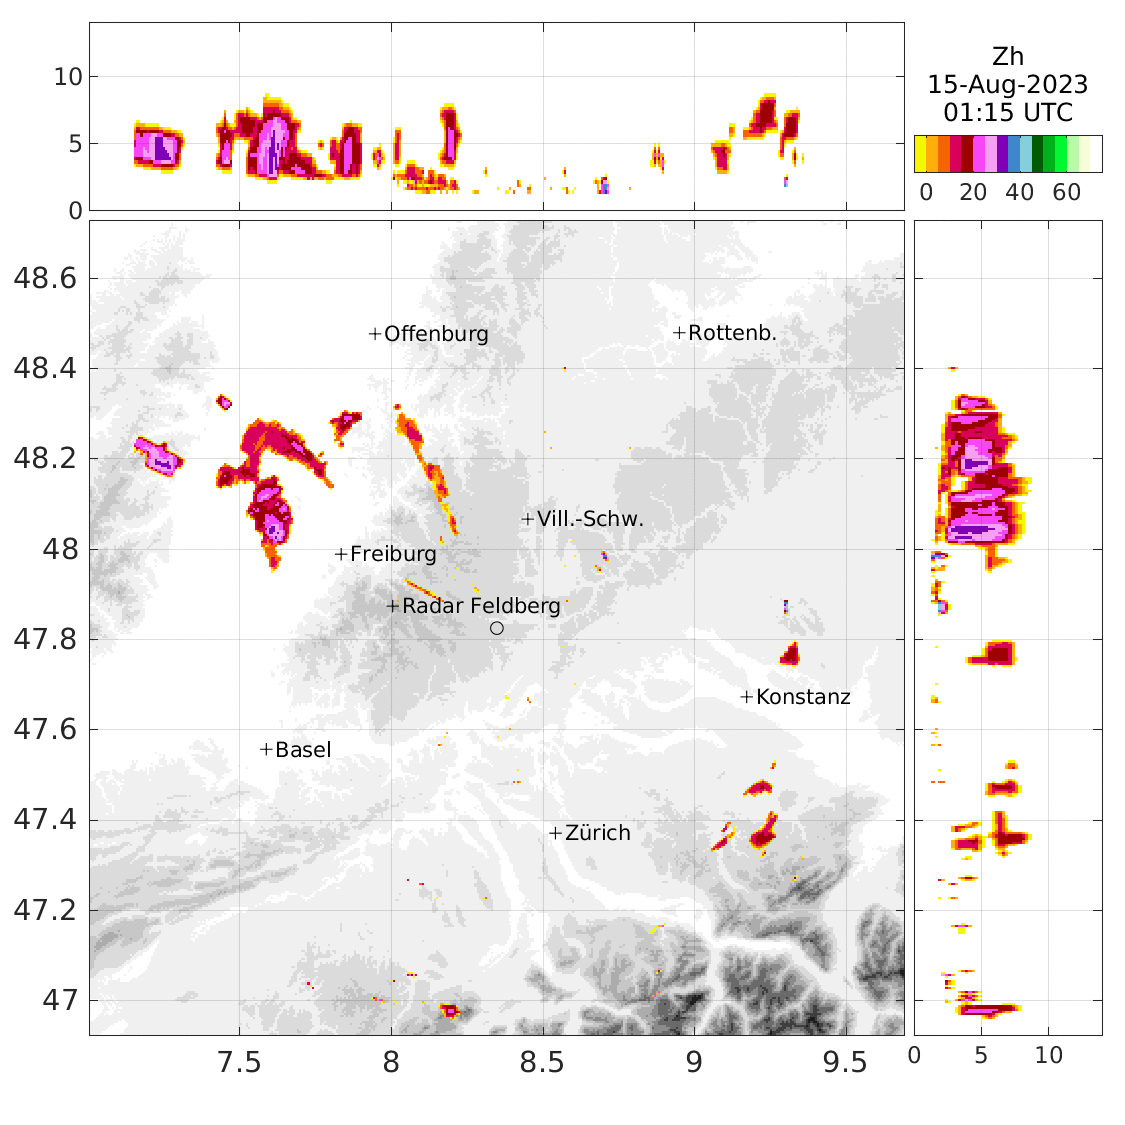 Zh
15-Aug-2023
01:15 UTC
0 20 40 60
10
5
0
48.6
48.4
48.2
48
47.8
47.6
47.4
47.2
47
+Offenburg
+Rottenb.
+Vill.-Schw.
+Freiburg
+Radar Feldberg
+Konstanz
+Basel
+Zürich
7.5 8 8.5 9 9.5
0 5 10